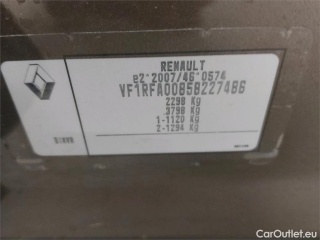 RENAULT
e2*2007/46*0574
VF1RFA00858227486
2298 Kg
3798 Kg
1-1120 Kg
2-1294 Kg
CarOutlet.eu